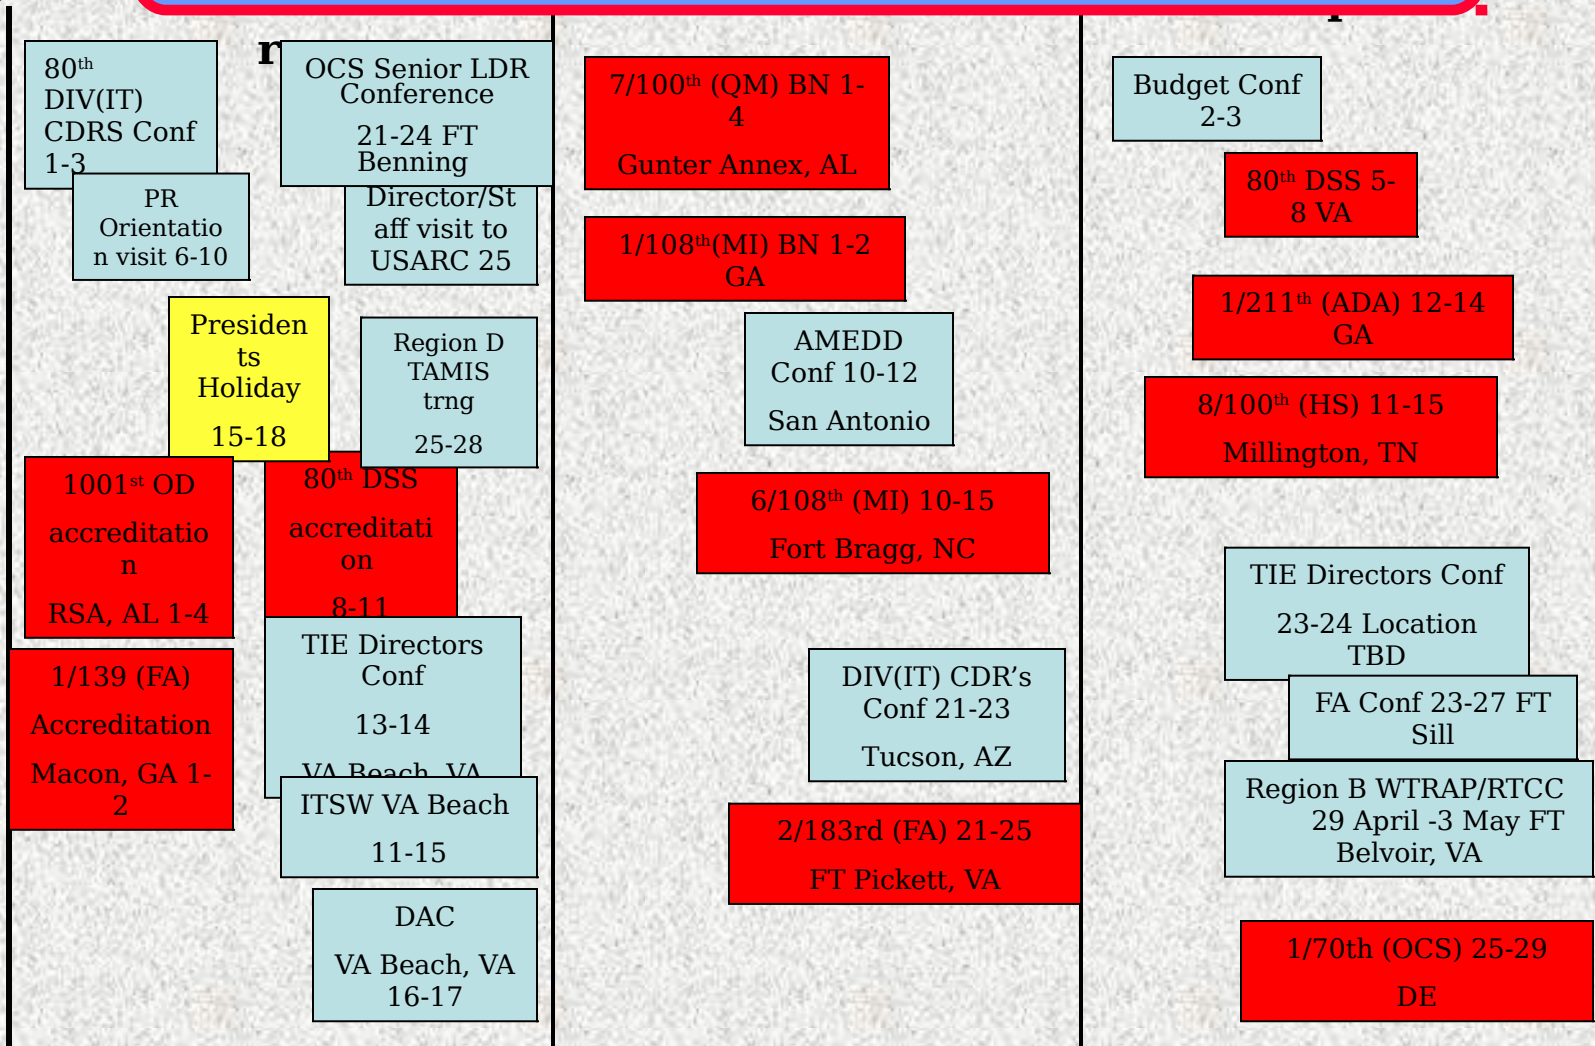 r
80th
DIV(IT)
CDRS Conf
1-3
PR
Orientatio
n visit 6-10
OCS Senior LDR
Conference
21-24 FT
Benning
Director/St
aff visit to
USARC 25
Presiden
ts
Holiday
15-18
Region D
TAMIS
trng
25-28
1001st OD
accreditatio
n
RSA, AL 1-4
80th DSS
accreditati
on
8-11
1/139 (FA)
Accreditation
Macon, GA 1-
2
TIE Directors
Conf
13-14
VA Beach, VA
ITSW VA Beach
11-15
DAC
VA Beach, VA
16-17
7/100th (QM) BN 1-
4
Gunter Annex, AL
1/108th(MI) BN 1-2
GA
AMEDD
Conf 10-12
San Antonio
6/108th (MI) 10-15
Fort Bragg, NC
DIV(IT) CDR’s
Conf 21-23
Tucson, AZ
2/183rd (FA) 21-25
FT Pickett, VA
Budget Conf
2-3
80th DSS 5-
8 VA
1/211th (ADA) 12-14
GA
8/100th (HS) 11-15
Millington, TN
TIE Directors Conf
23-24 Location
TBD
FA Conf 23-27 FT
Sill
Region B WTRAP/RTCC
29 April -3 May FT
Belvoir, VA
1/70th (OCS) 25-29
DE